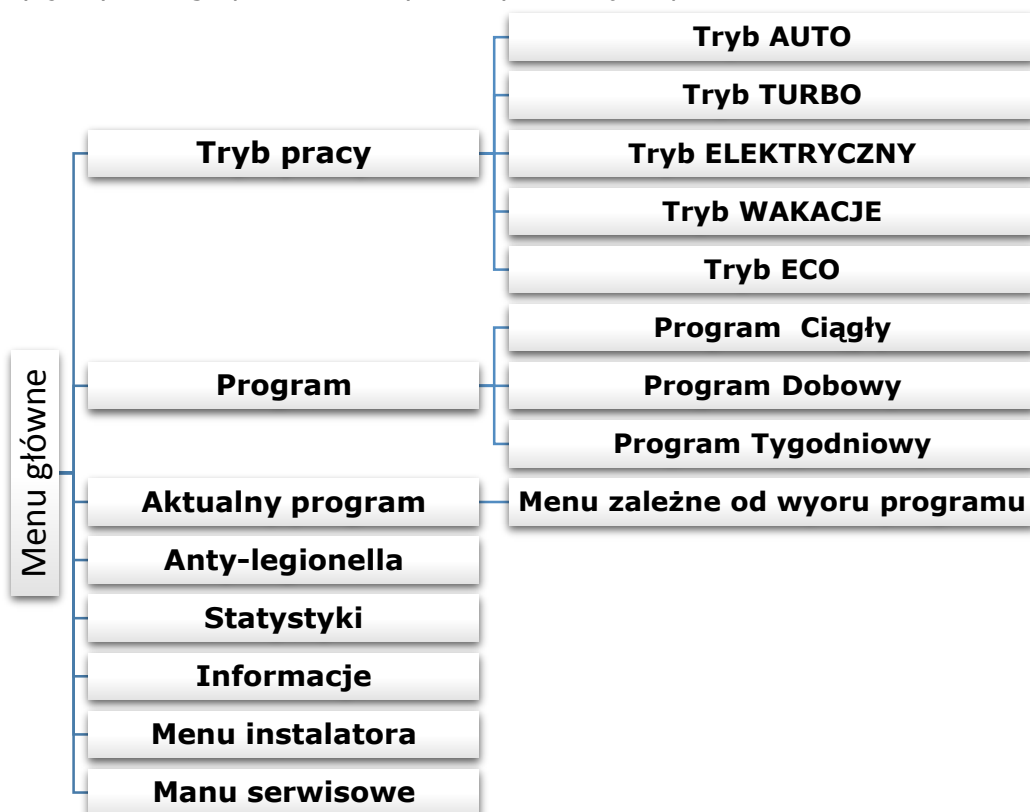 Menu główne
Tryb pracy
Tryb AUTO
Tryb TURBO
Tryb ELEKTRYCZNY
Tryb WAKACJE
Tryb ECO
Program
Program Ciągły
Program Dobowy
Program Tygodniowy
Aktualny program
Menu zależne od wyoru programu
Anty-legionella
Statystyki
Informacje
Menu instalatora
Manu serwisowe